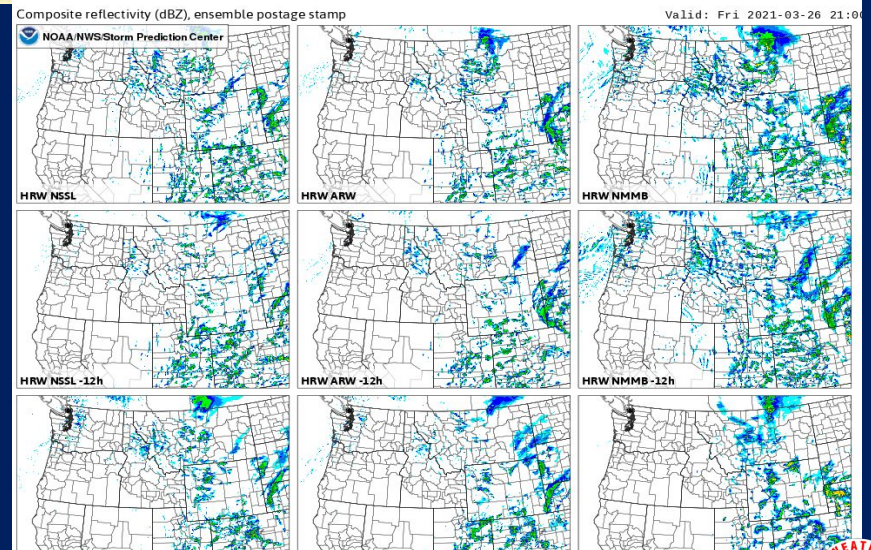 Composite reflectivity (dBZ), ensemble postage stamp
Valid: Fri 2021-03-26 21:00
NOAA/NWS/Storm Prediction Center
HRW NSSL
HRW ARW
HRW NMMB
HRW NSSL -12h
HRW ARW -12h
HRW NMMB -12h